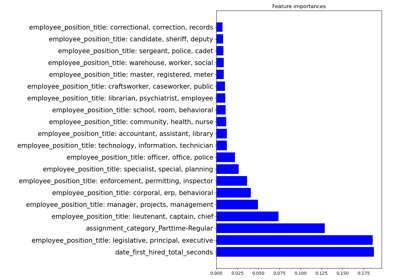 Feature importances
employee_position_title: correctional, correction, records
employee_position_title: candidate, sheriff, deputy
employee_position_title: sergeant, police, cadet
employee_position_title: warehouse, worker, social
employee_position_title: master, registered, meter
employee_position_title: craftsworker, caseworker, public
employee_position_title: librarian, psychiatrist, employee
employee_position_title: school, room, behavioral
employee_position_title: community, health, nurse
employee_position_title: accountant, assistant, library
employee_position_title: technology, information, technician
employee_position_title: officer, office, police
employee_position_title: specialist, special, planning
employee_position_title: enforcement, permitting, inspector
employee_position_title: corporal, erp, behavioral
employee_position_title: manager, projects, management
employee_position_title: lieutenant, captain, chief
assignment_category_Parttime-Regular
employee_position_title: legislative, principal, executive
date_first_hired_total_seconds
0.000 0.025 0.050 0.075 0.100 0.125 0.150 0.175